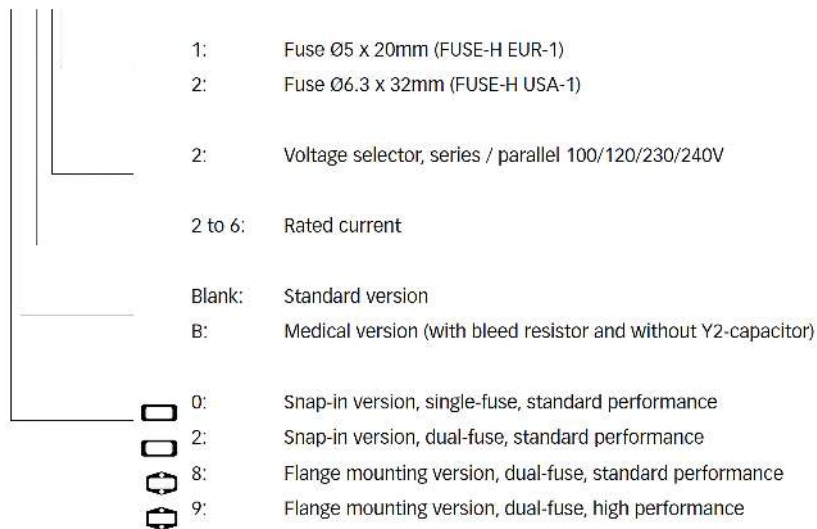 1: Fuse Ø5 x 20mm (FUSE-H EUR-1)
2: Fuse Ø6.3 x 32mm (FUSE-H USA-1)
2: Voltage selector, series / parallel 100/120/230/240V
2 to 6: Rated current
Blank: Standard version
B: Medical version (with bleed resistor and without Y2-capacitor)
0: Snap-in version, single-fuse, standard performance
2: Snap-in version, dual-fuse, standard performance
8: Flange mounting version, dual-fuse, standard performance
9: Flange mounting version, dual-fuse, high performance